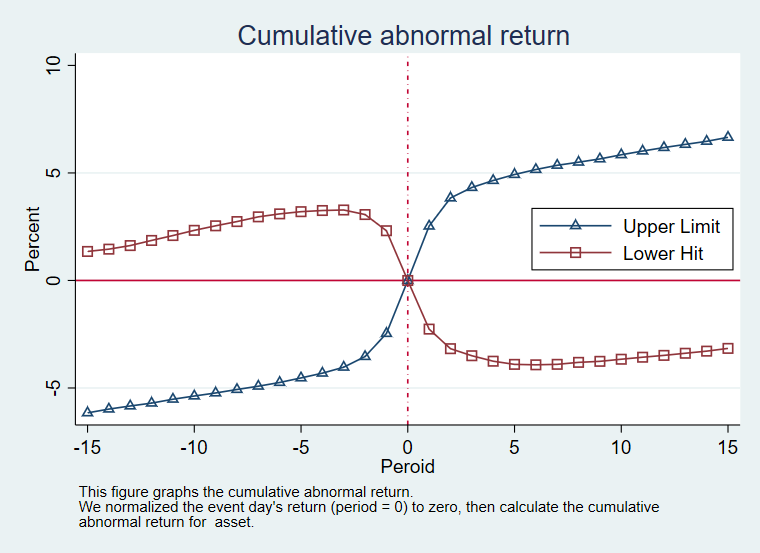 Cumulative abnormal return
10
5
0
-5
Percent
Upper Limit
Lower Hit
-15 -10 -5 0 5 10 15
Peroid
This figure graphs the cumulative abnormal return.
We normalized the event day's return (period = 0) to zero, then calculate the cumulative
abnormal return for  asset.